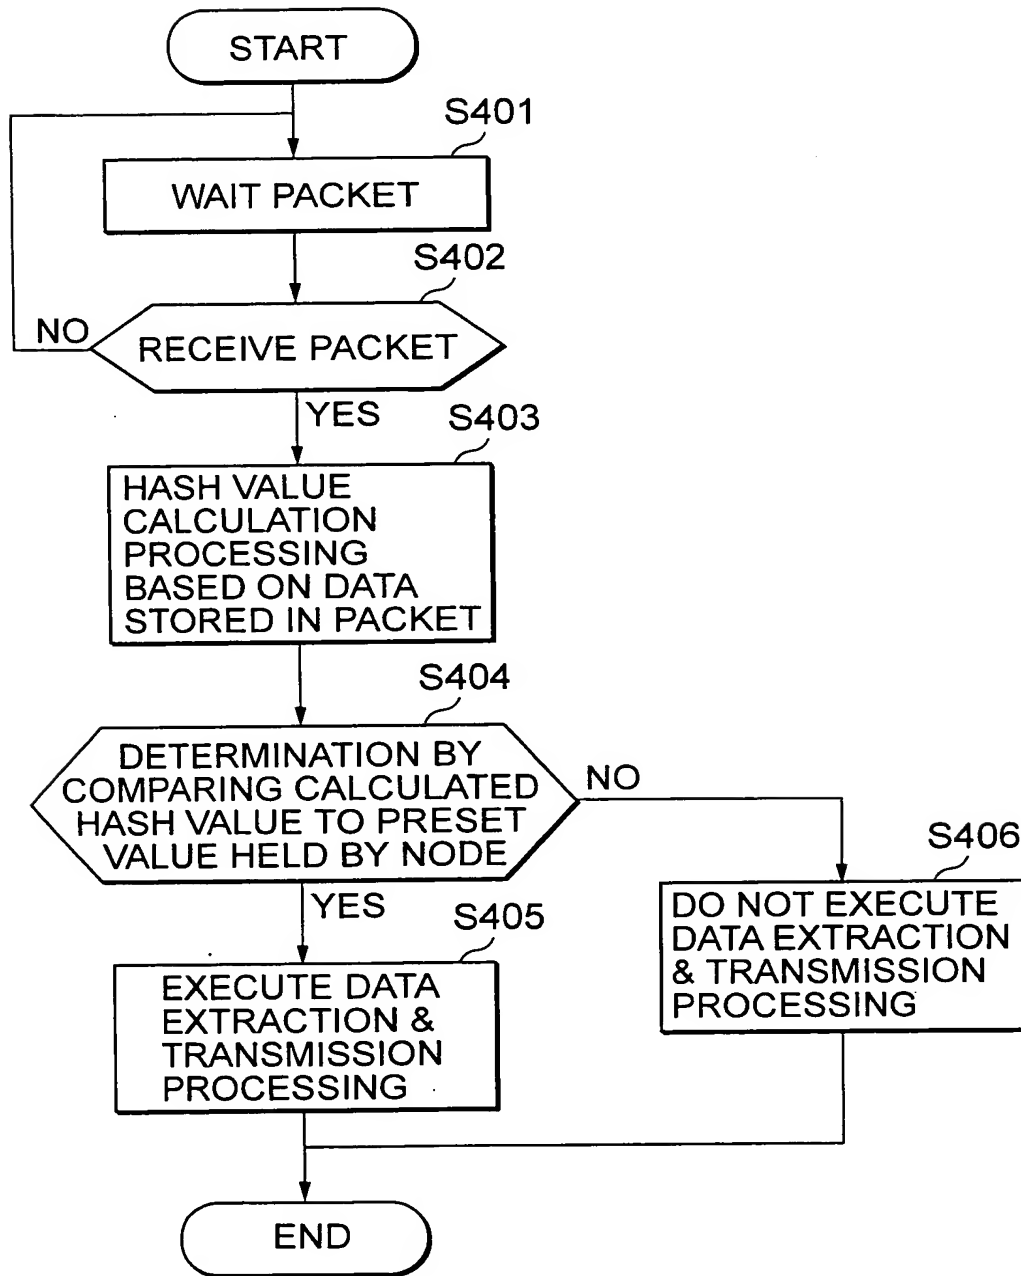 START
S401
WAIT PACKET
S402
NO
RECEIVE PACKET
YES
S403
HASH VALUE
CALCULATION
PROCESSING
BASED ON DATA
STORED IN PACKET
S404
DETERMINATION BY
COMPARING CALCULATED
HASH VALUE TO PRESET
VALUE HELD BY NODE
NO
YES
S405
S406
EXECUTE DATA
EXTRACTION &
TRANSMISSION
PROCESSING
DO NOT EXECUTE
DATA EXTRACTION
& TRANSMISSION
PROCESSING
END